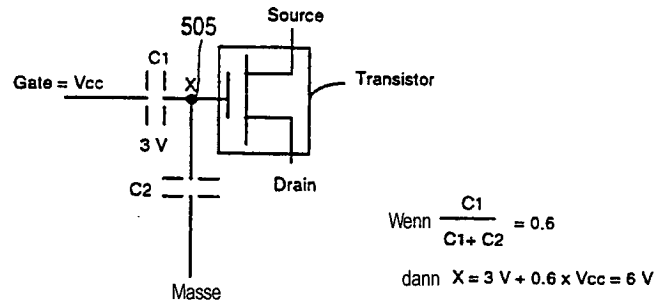 505
Source
C1
Gate = Vcc
X
Transistor
3 V
C2
Drain
Masse
Wenn C1 / C1+ C2 = 0.6
dann X = 3 V + 0.6 x Vcc = 6 V